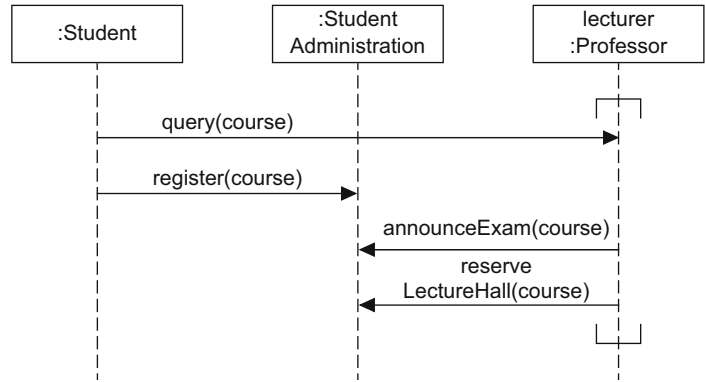 :Student
:Student
Administration
lecturer
:Professor
query(course)
register(course)
announceExam(course)
reserve
LectureHall(course)